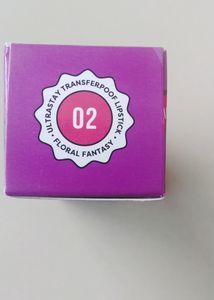 ULTRASTAY TRANSFERPOOF LIPSTICK
02
FLORAL FANTASY